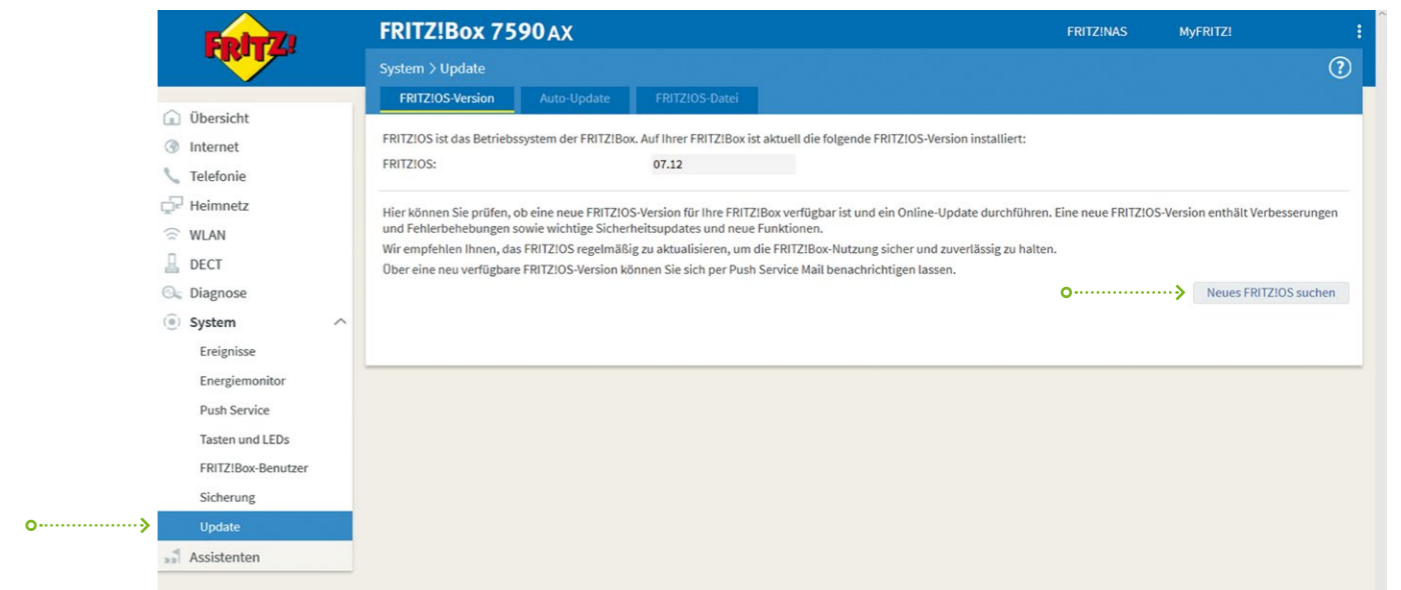 FRITZ!
FRITZ!Box 7590 AX
FRITZ!NAS
MyFRITZ!
System > Update
FRITZ!OS-Version
Auto-Update
FRITZ!OS-Datei
Übersicht
Internet
Telefonie
Heimnetz
WLAN
DECT
Diagnose
System
Ereignisse
Energiemonitor
Push Service
Tasten und LEDs
FRITZ!Box-Benutzer
Sicherung
Update
Assistenten
FRITZ!OS ist das Betriebssystem der FRITZ!Box. Auf Ihrer FRITZ!Box ist aktuell die folgende FRITZ!OS-Version installiert:
FRITZ!OS: 07.12
Hier können Sie prüfen, ob eine neue FRITZ!OS-Version für Ihre FRITZ!Box verfügbar ist und ein Online-Update durchführen. Eine neue FRITZ!OS-Version enthält Verbesserungen
und Fehlerbehebungen sowie wichtige Sicherheitsupdates und neue Funktionen.
Wir empfehlen Ihnen, das FRITZ!OS regelmäßig zu aktualisieren, um die FRITZ!Box-Nutzung sicher und zuverlässig zu halten.
Über eine neu verfügbare FRITZ!OS-Version können Sie sich per Push Service Mail benachrichtigen lassen.
Neues FRITZ!OS suchen